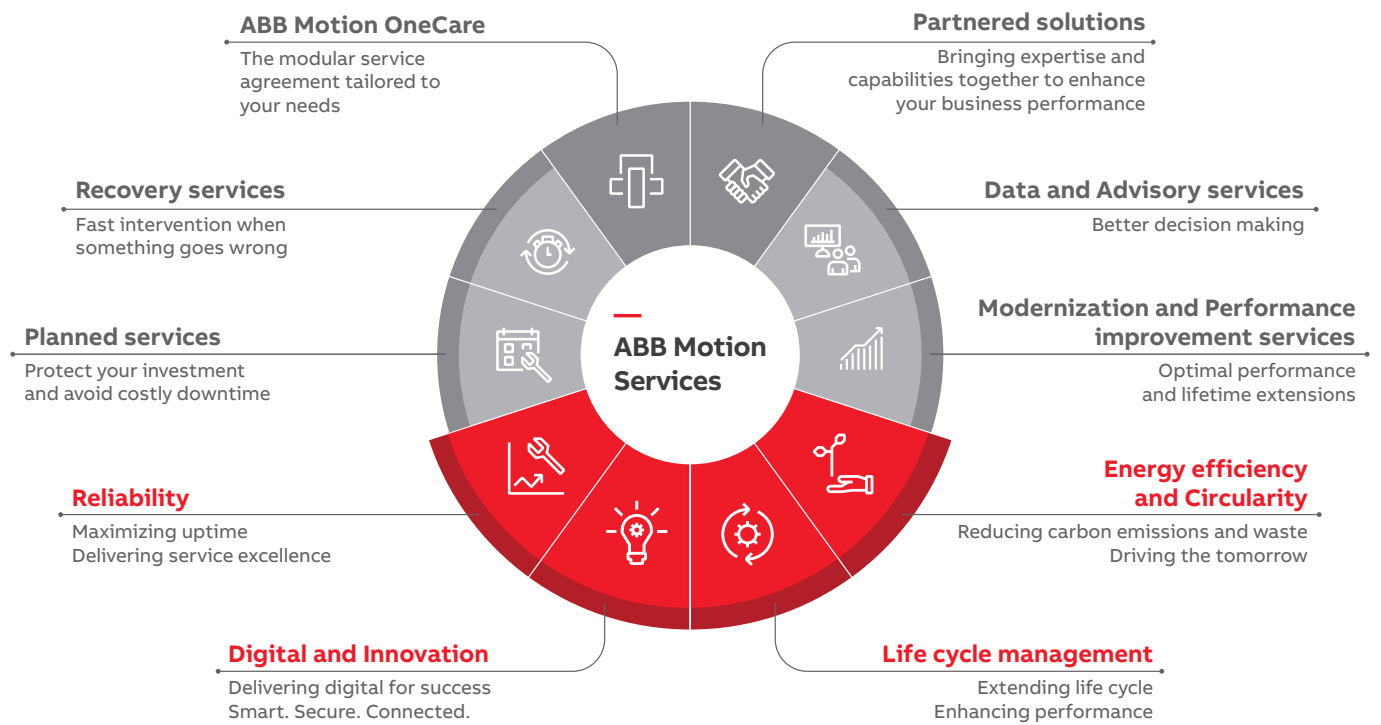 ABB Motion OneCare
The modular service
agreement tailored to
your needs
Partnered solutions
Bringing expertise and
capabilities together to enhance
your business performance
Recovery services
Fast intervention when
something goes wrong
Data and Advisory services
Better decision making
Planned services
Protect your investment
and avoid costly downtime
ABB Motion
Services
Modernization and Performance
improvement services
Optimal performance
and lifetime extensions
Reliability
Maximizing uptime
Delivering service excellence
Energy efficiency
and Circularity
Reducing carbon emissions and waste
Driving the tomorrow
Digital and Innovation
Delivering digital for success
Smart. Secure. Connected.
Life cycle management
Extending life cycle
Enhancing performance